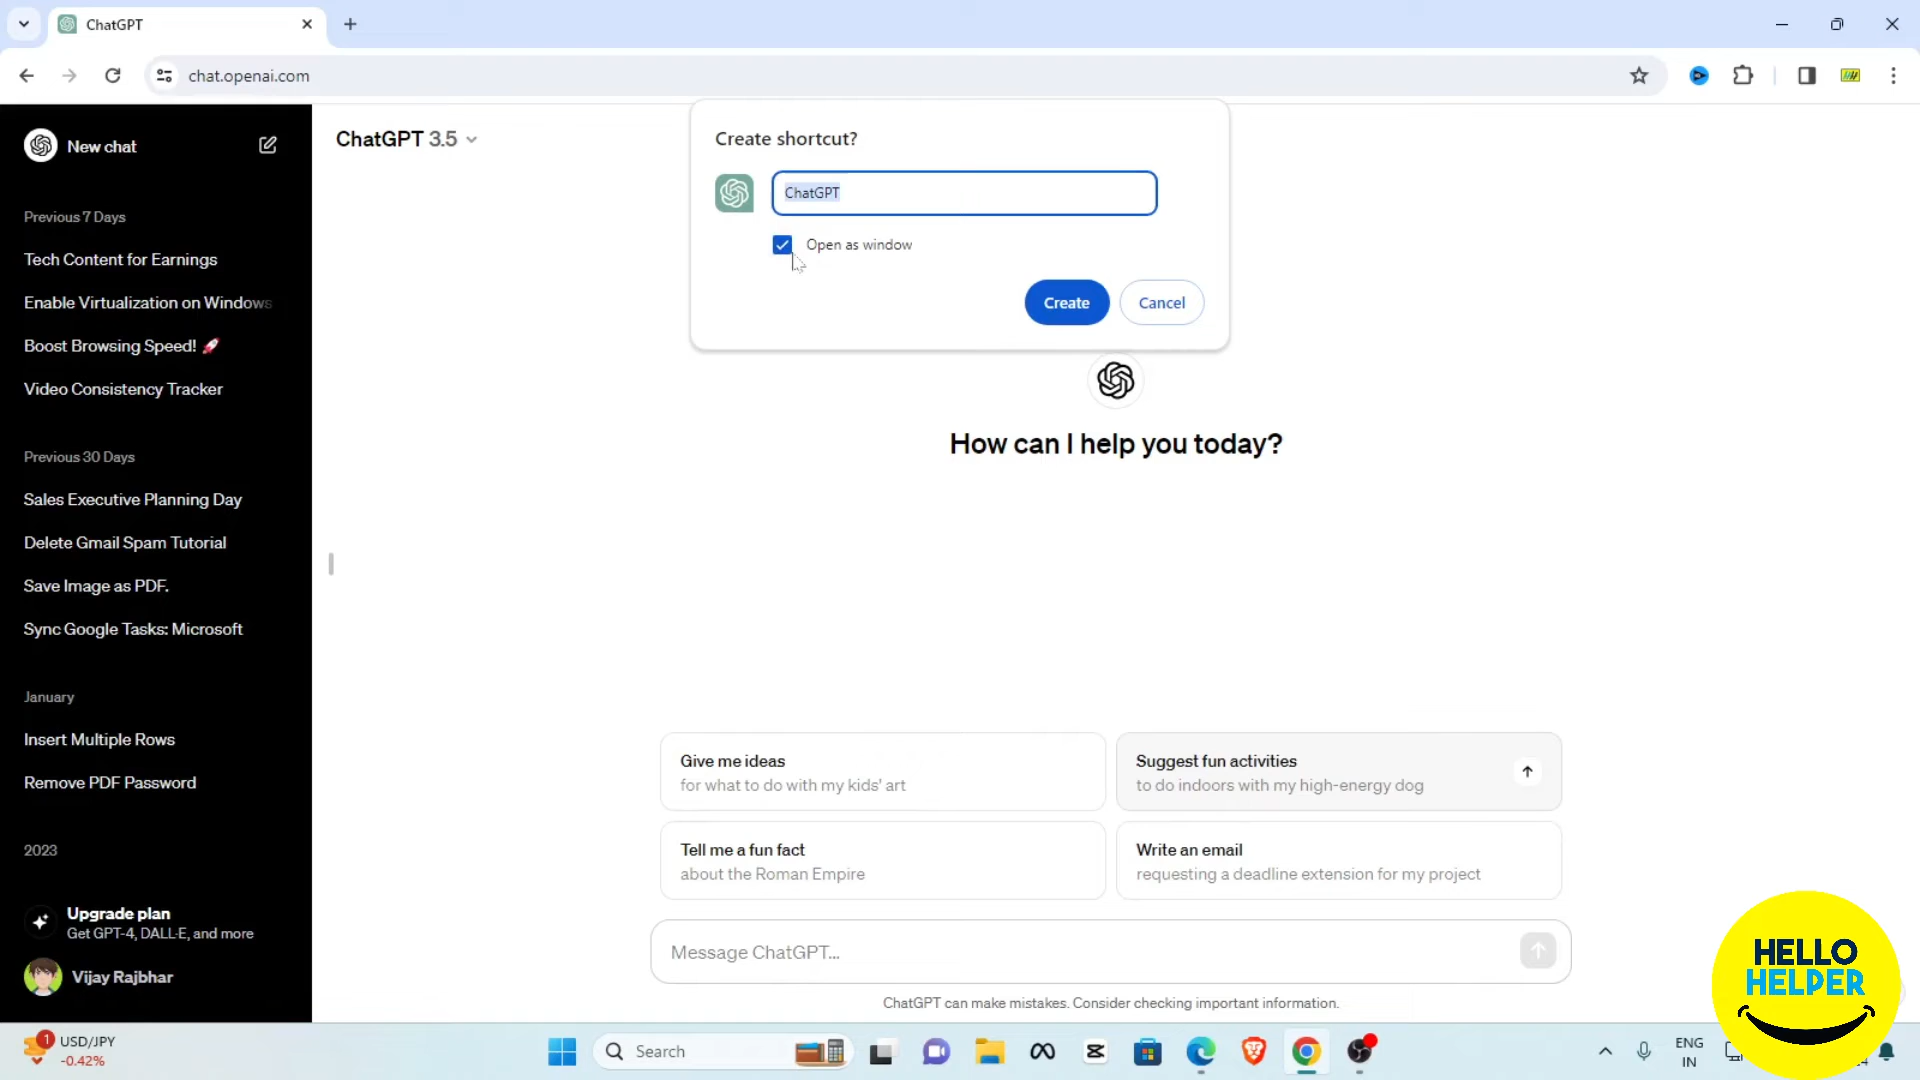 ChatGPT
chat.openai.com
New chat
Previous 7 Days
Tech Content for Earnings
Enable Virtualization on Windows
Boost Browsing Speed! 🚀
Video Consistency Tracker
Previous 30 Days
Sales Executive Planning Day
Delete Gmail Spam Tutorial
Save Image as PDF.
Sync Google Tasks: Microsoft
January
Insert Multiple Rows
Remove PDF Password
2023
Upgrade plan
Get GPT-4, DALL·E, and more
Vijay Rajbhar
ChatGPT 3.5
Create shortcut?
ChatGPT
Open as window
Create Cancel
How can I help you today?
Give me ideas
for what to do with my kids' art
Suggest fun activities
to do indoors with my high-energy dog
Tell me a fun fact
about the Roman Empire
Write an email
requesting a deadline extension for my project
Message ChatGPT...
ChatGPT can make mistakes. Consider checking important information.
HELLO
HELPER
1
USD/JPY
-0.42%
Search
ENG
IN